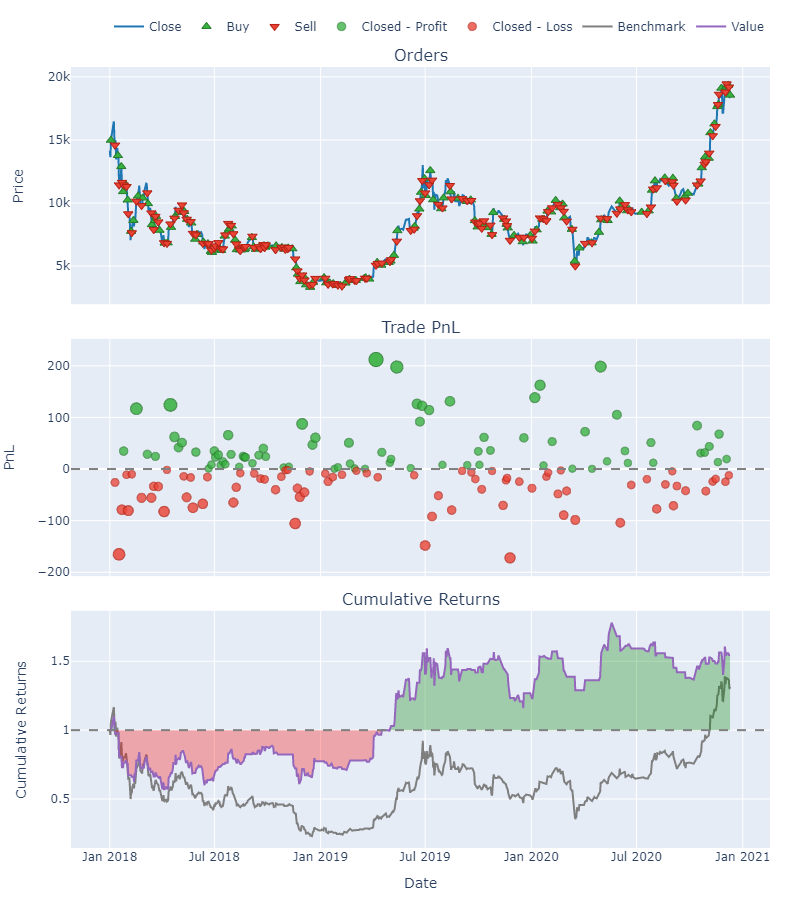 Close Buy Sell Closed - Profit Closed - Loss Benchmark Value
Orders
20k
15k
10k
5k
Price
Trade PnL
200
100
0
−100
−200
PnL
Cumulative Returns
1.5
1
0.5
Cumulative Returns
Jan 2018 Jul 2018 Jan 2019 Jul 2019 Jan 2020 Jul 2020 Jan 2021
Date